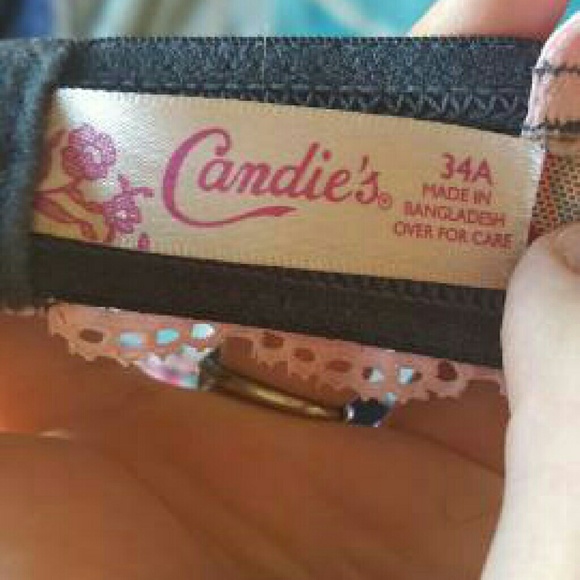 Candie's®
34A
MADE IN
BANGLADESH
OVER FOR CARE